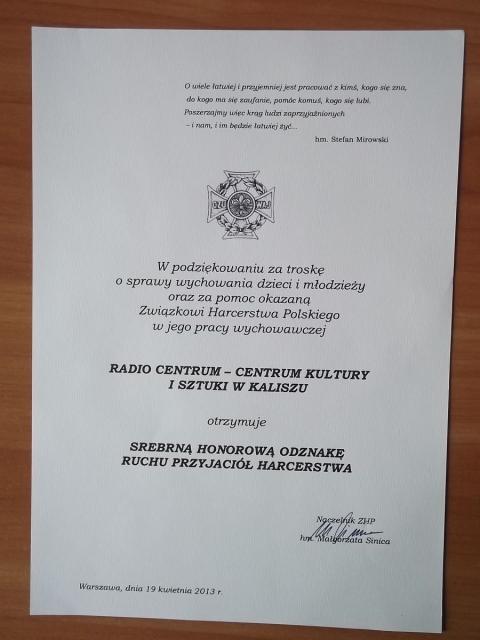 O wiele łatwiej i przyjemniej jest pracować z kimś, kogo się zna,
do kogo ma się zaufanie, pomóc komuś, kogo się lubi.
Poszerzajmy więc krąg ludzi zaprzyjaźnionych
– i nam, i im będzie łatwiej żyć...
hm. Stefan Mirowski
CZU WAJ
W podziękowaniu za troskę
o sprawy wychowania dzieci i młodzieży
oraz za pomoc okazaną
Związkowi Harcerstwa Polskiego
w jego pracy wychowawczej
RADIO CENTRUM – CENTRUM KULTURY
I SZTUKI W KALISZU
otrzymuje
SREBRNĄ HONOROWĄ ODZNAKĘ
RUCHU PRZYJACIÓŁ HARCERSTWA
Naczelnik ZHP
hm. Małgorzata Sinica
Warszawa, dnia 19 kwietnia 2013 r.